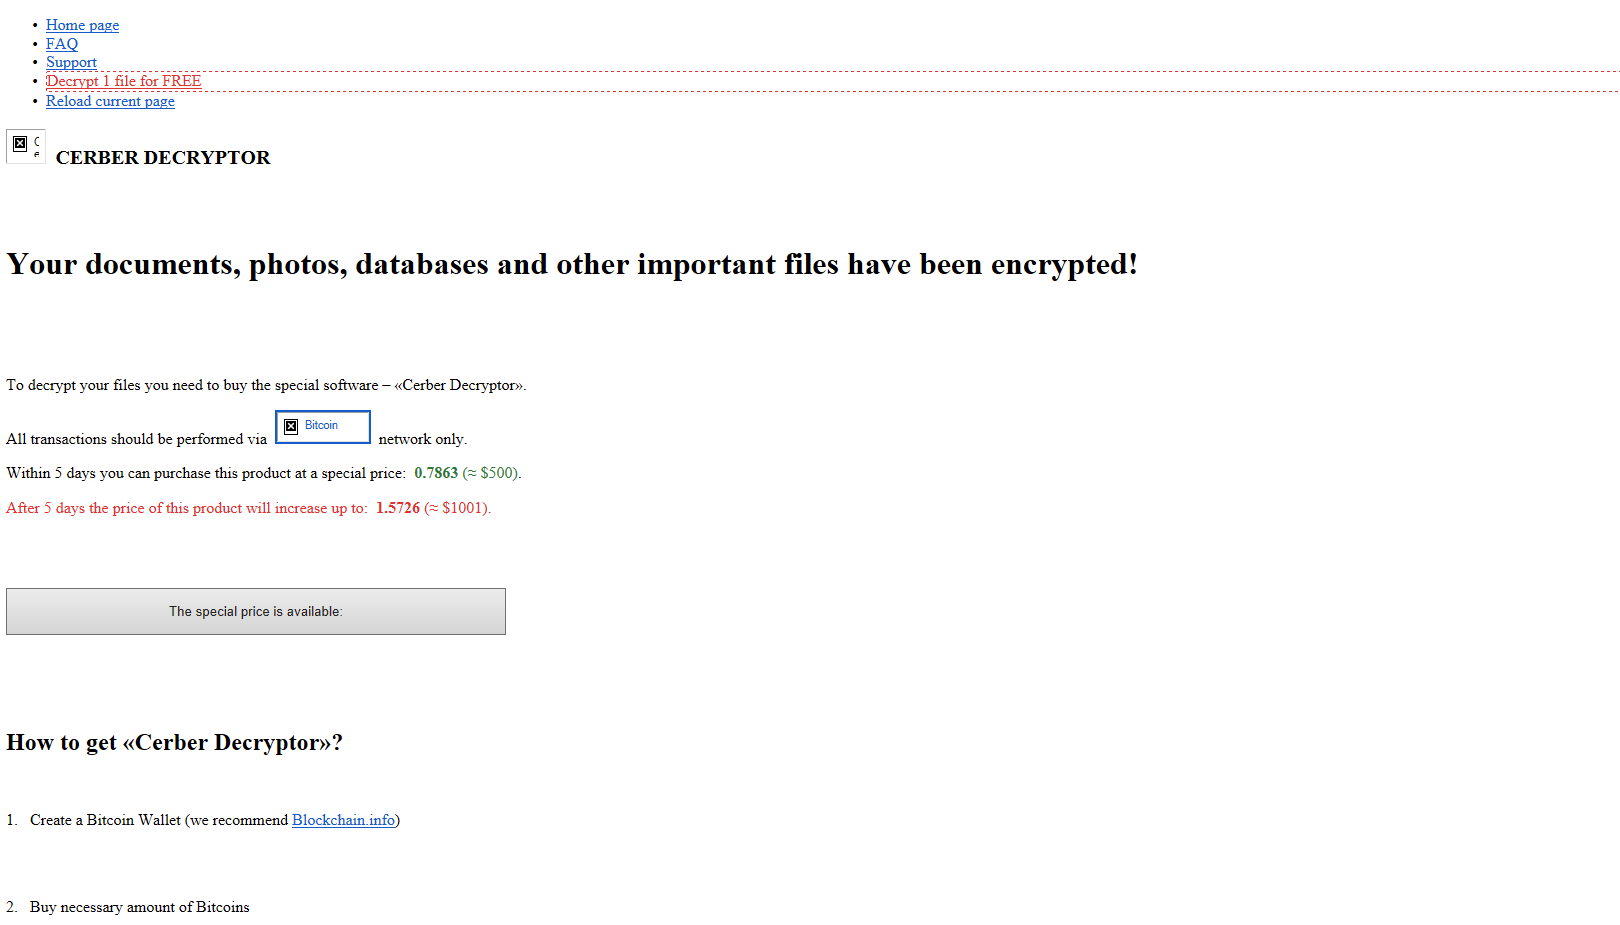 Home page
FAQ
Support
Decrypt 1 file for FREE
Reload current page
CERBER DECRYPTOR
Your documents, photos, databases and other important files have been encrypted!
To decrypt your files you need to buy the special software – «Cerber Decryptor».
All transactions should be performed via Bitcoin network only.
Within 5 days you can purchase this product at a special price: 0.7863 (≈ $500).
After 5 days the price of this product will increase up to: 1.5726 (≈ $1001).
The special price is available:
How to get «Cerber Decryptor»?
1. Create a Bitcoin Wallet (we recommend Blockchain.info)
2. Buy necessary amount of Bitcoins